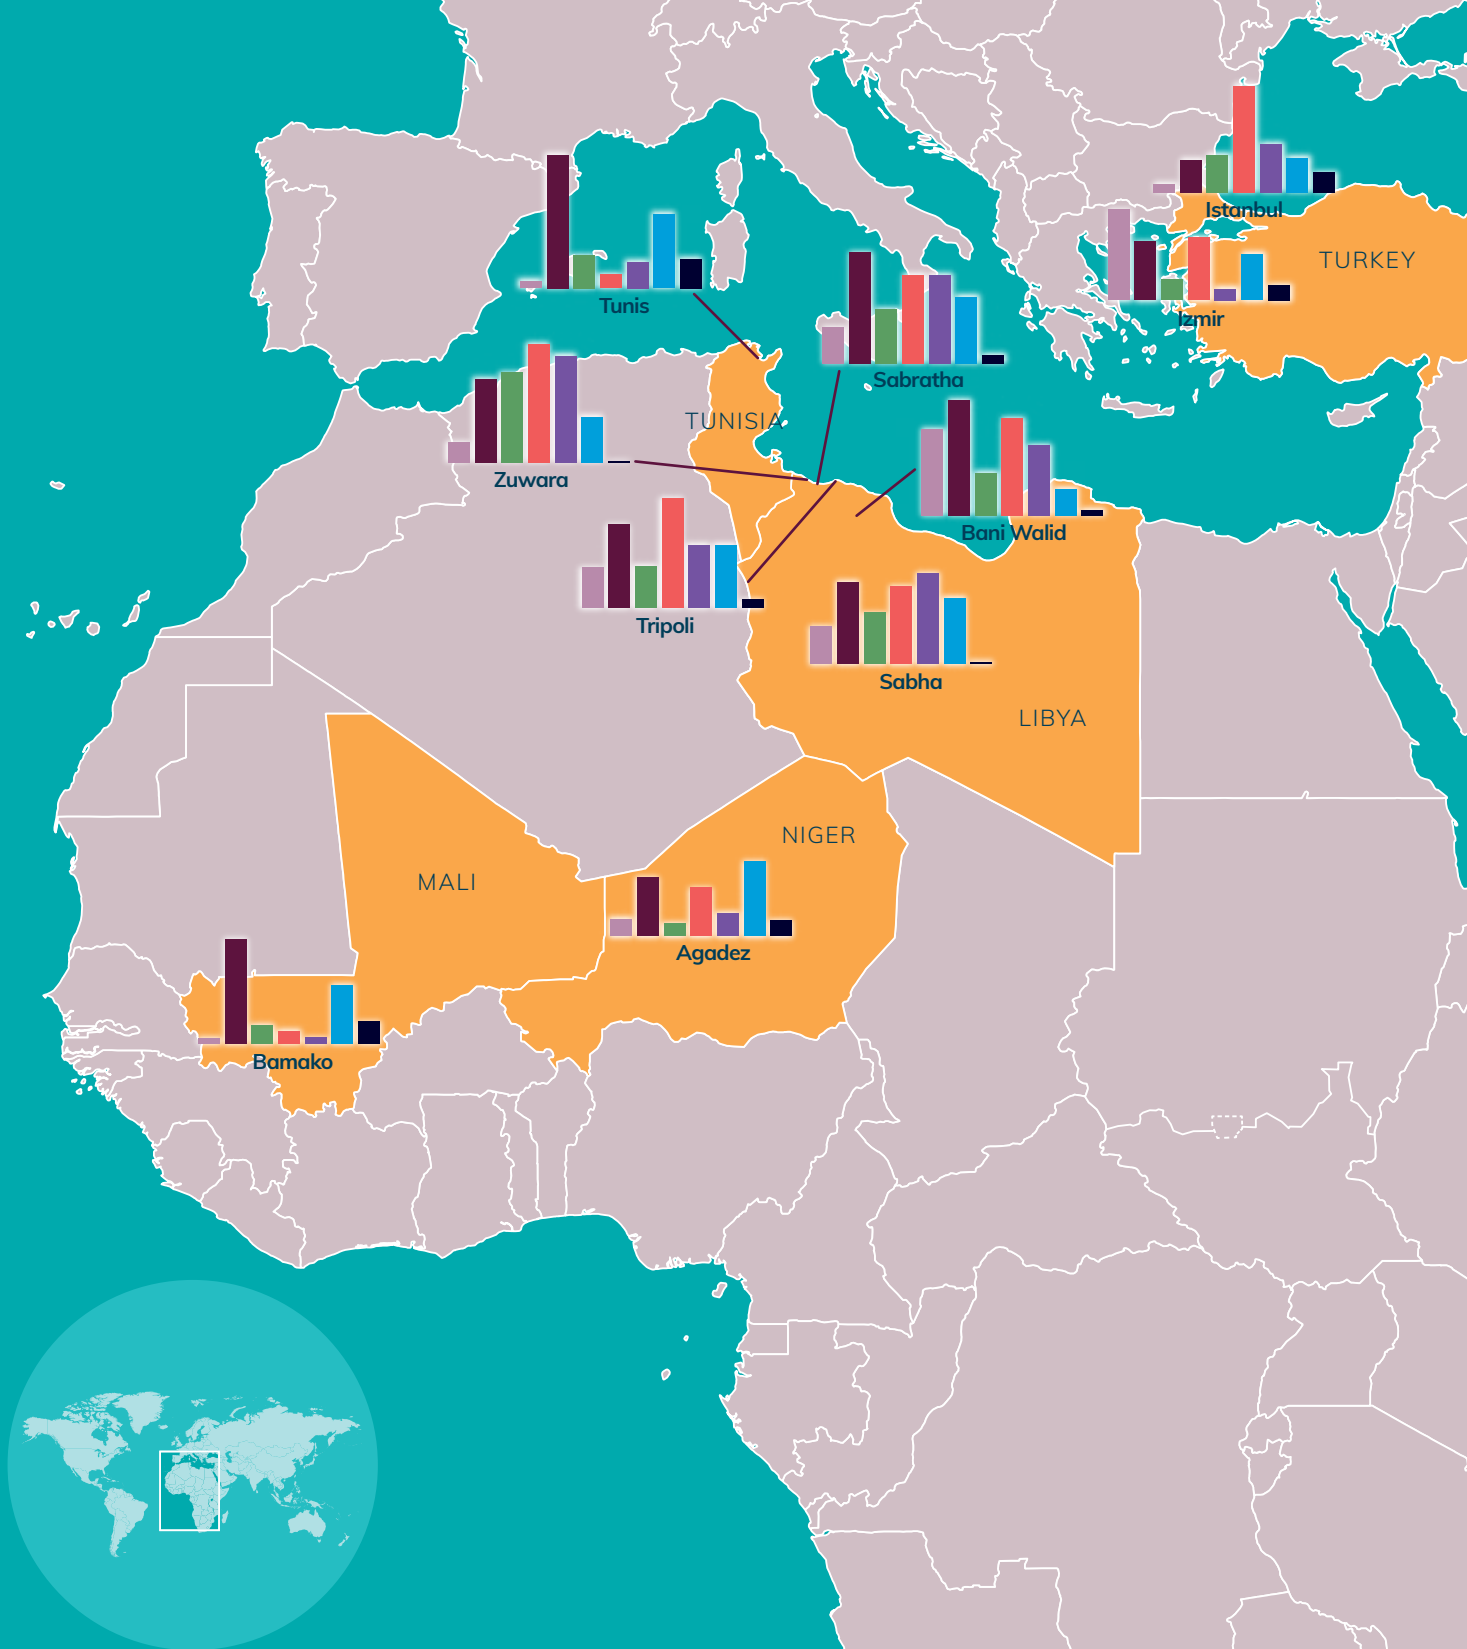 Istanbul
TURKEY
Tunis
Izmir
Sabratha
TUNISIA
Zuwara
Bani Walid
Tripoli
Sabha
LIBYA
NIGER
MALI
Agadez
Bamako